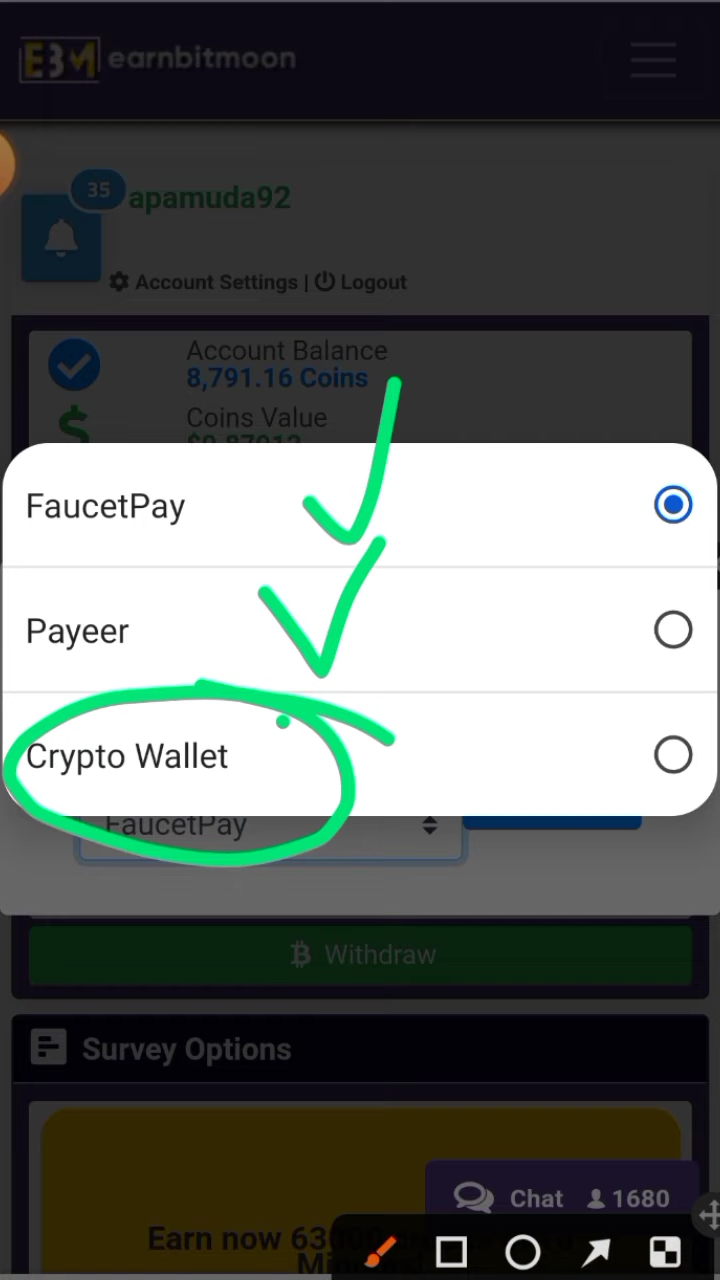 EBM earnbitmoon
35
apamuda92
Account Settings | Logout
Account Balance
8,791.16 Coins
Coins Value
FaucetPay
Payeer
Crypto Wallet
FaucetPay
Withdraw
Survey Options
Chat 1680
Earn now